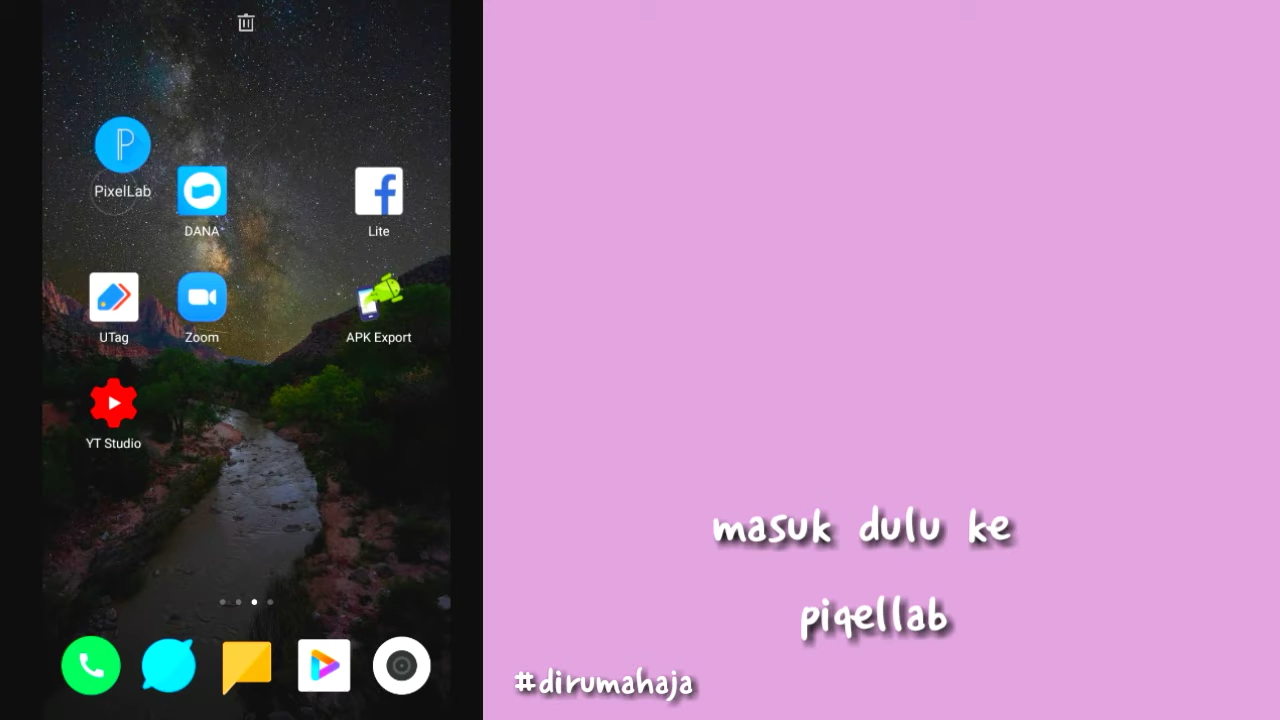 PixelLab
DANA
Lite
UTag
Zoom
APK Export
YT Studio
masuk dulu ke
piqellab
#dirumahaja